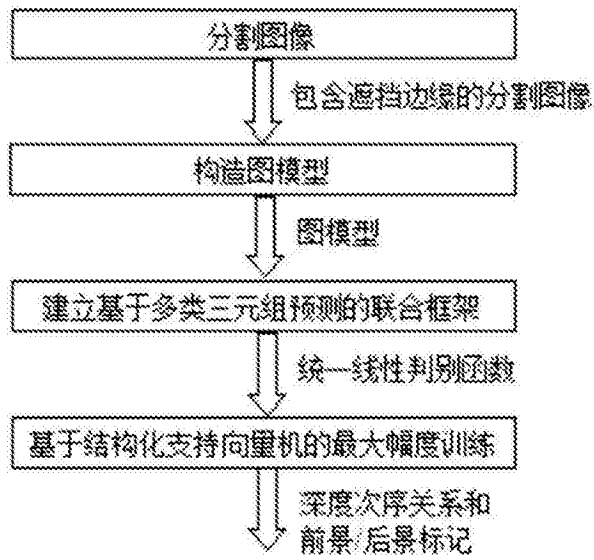 分割图像
包含遮挡边缘的分割图像
构造图模型
图模型
建立基于多类三元组预测的联合框架
统一线性判别函数
基于结构化支持向量机的最大幅度训练
深度次序关系和
前景/后景标记